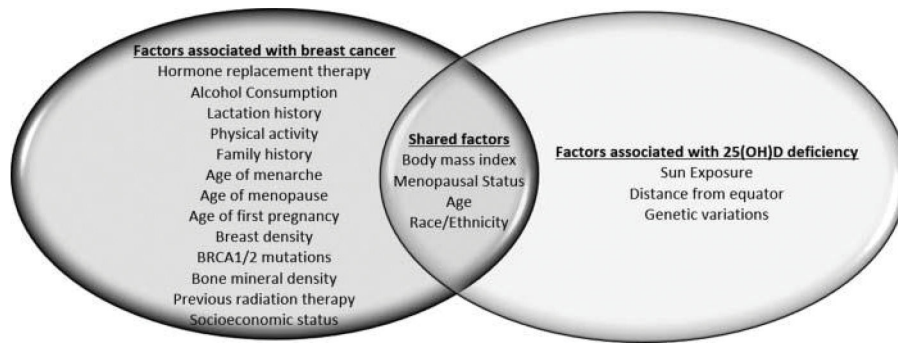 Factors associated with breast cancer
Hormone replacement therapy
Alcohol Consumption
Lactation history
Physical activity
Family history
Age of menarche
Age of menopause
Age of first pregnancy
Breast density
BRCA1/2 mutations
Bone mineral density
Previous radiation therapy
Socioeconomic status
Shared factors
Body mass index
Menopausal Status
Age
Race/Ethnicity
Factors associated with 25(OH)D deficiency
Sun Exposure
Distance from equator
Genetic variations